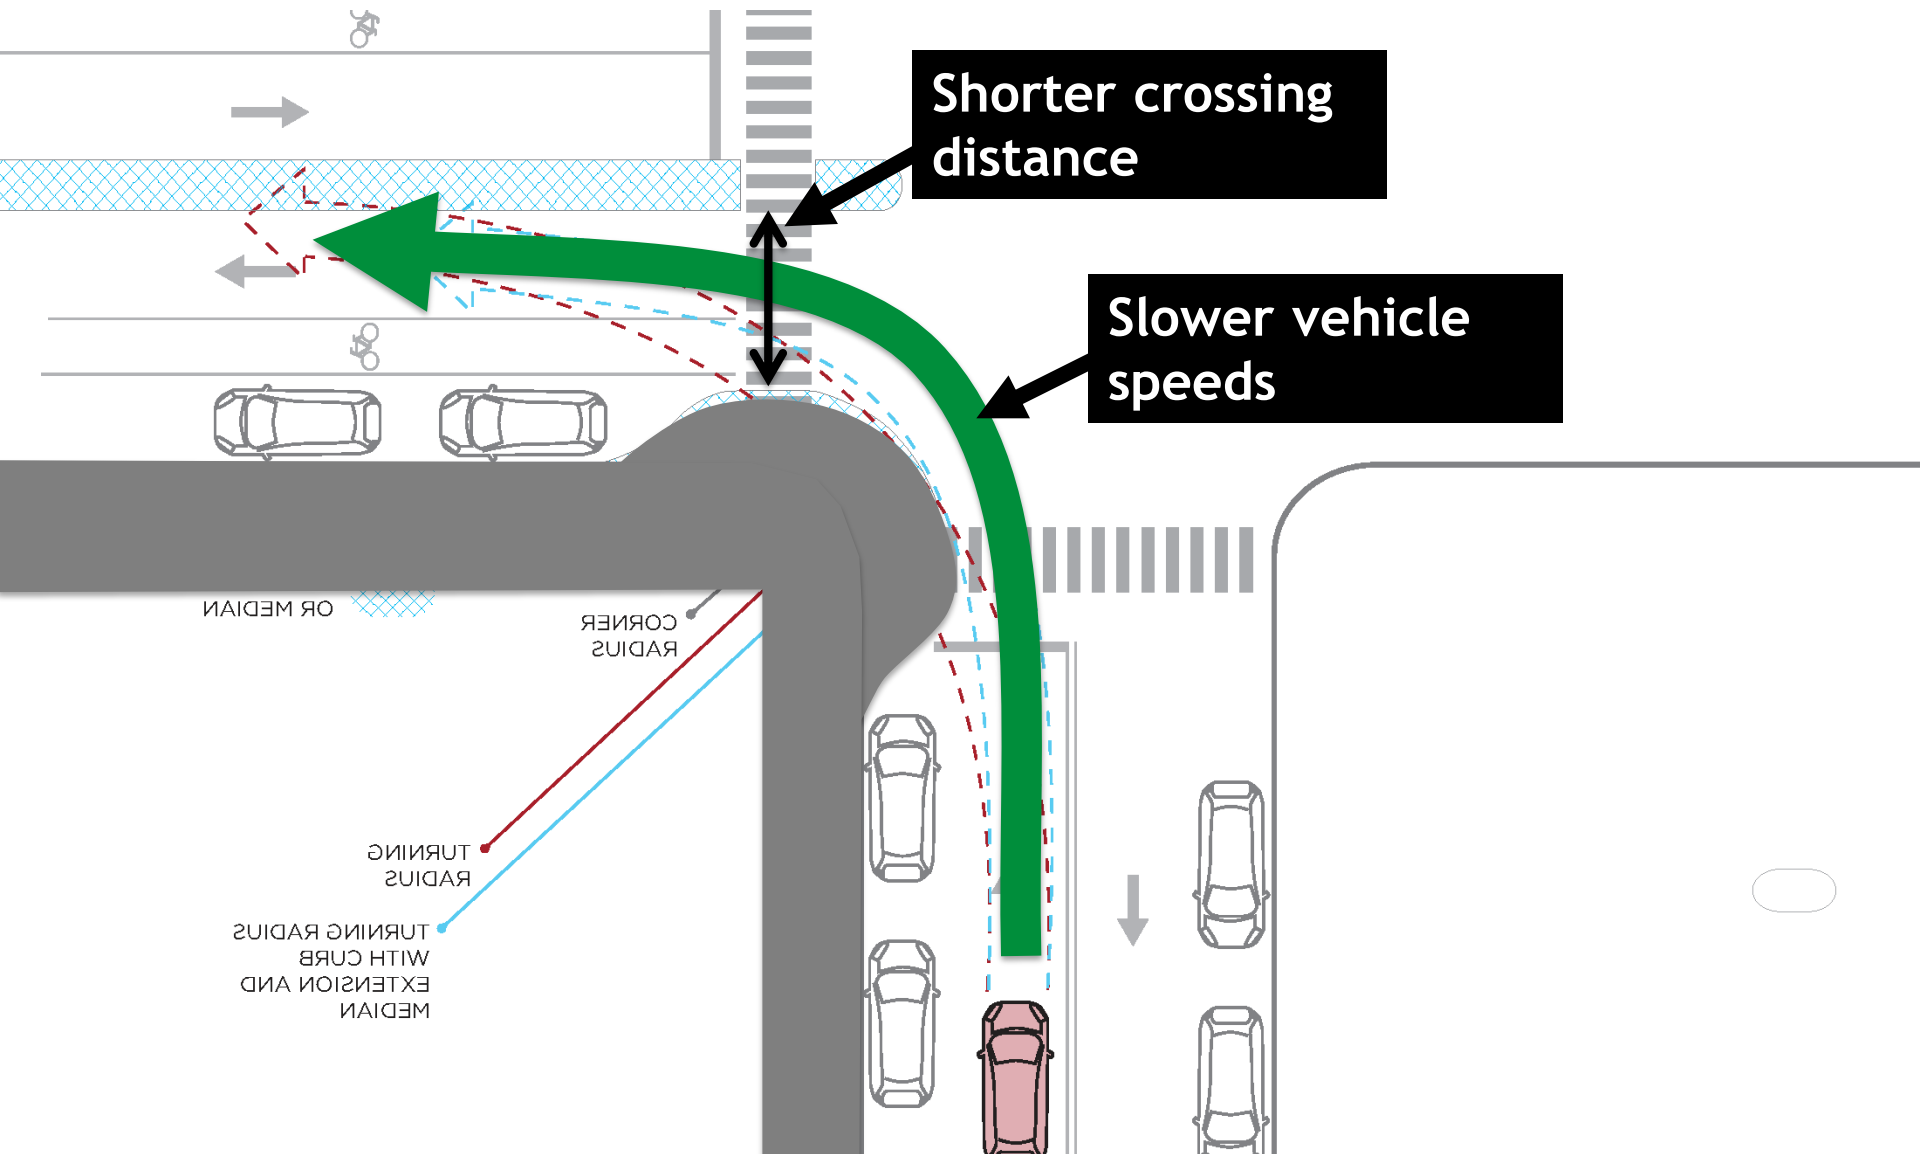 Shorter crossing
distance
Slower vehicle
speeds
OR MEDIAN
CORNER
RADIUS
TURNING
RADIUS
TURNING RADIUS
WITH CURB
EXTENSION AND
MEDIAN